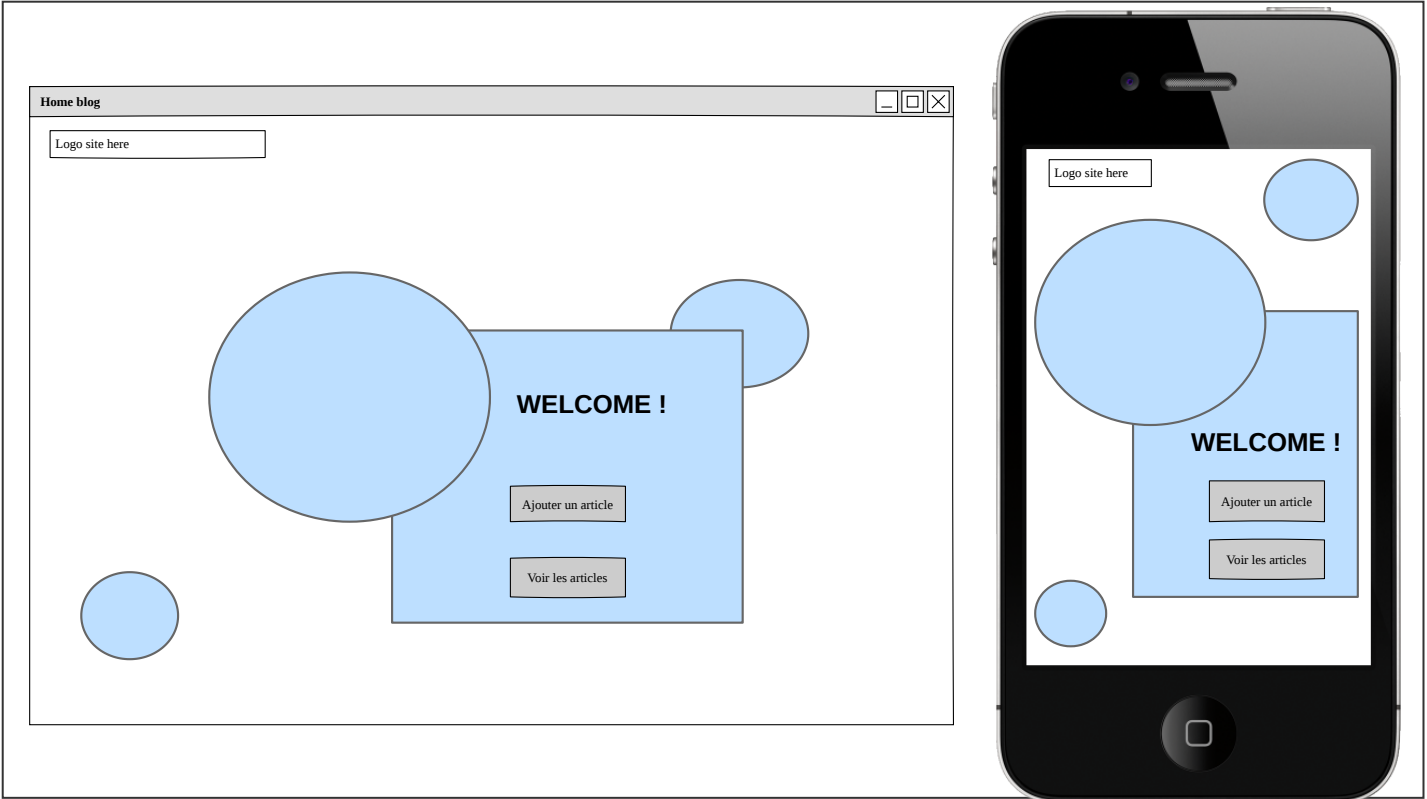 Home blog
Logo site here
WELCOME !
Ajouter un article
Voir les articles
Logo site here
WELCOME !
Ajouter un article
Voir les articles